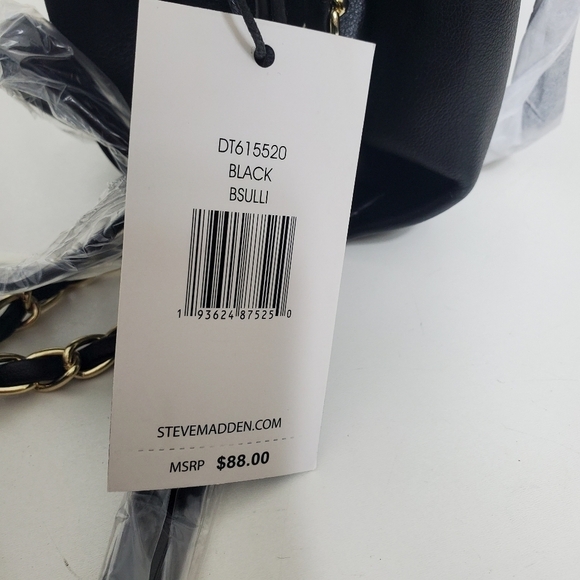 DT615520
BLACK
BSULLI
1 93624 87525 0
STEVEMADDEN.COM
MSRP $88.00